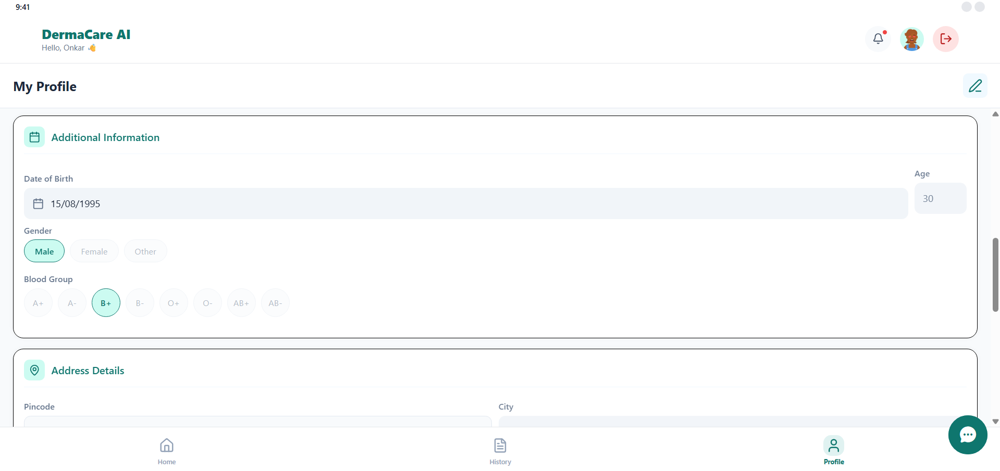 9:41
DermaCare AI
Hello, Onkar 👋
My Profile
Additional Information
Date of Birth
Age
15/08/1995
30
Gender
Male Female Other
Blood Group
A+ A- B+ B- O+ O- AB+ AB-
Address Details
Pincode City
Home History Profile